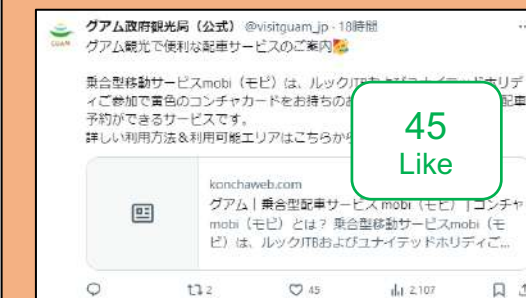 グアム政府観光局（公式） @visitguam_jp · 18時間
グアム観光で便利な配車サービスのご案内
乗合型移動サービスmobi（モビ）は、ルックJTBおよびユナイテッドホリデ
ィご参加で黄色のコンチャカードをお持ちのお 配車
予約ができるサービスです。
詳しい利用方法＆利用可能エリアはこちらから
45
Like
konchaweb.com
グアム | 乗合型配車サービス mobi（モビ） | コンチャ
mobi（モビ）とは？ 乗合型移動サービスmobi（モ
ビ）は、ルックJTBおよびユナイテッドホリディご...
2
45
2,107